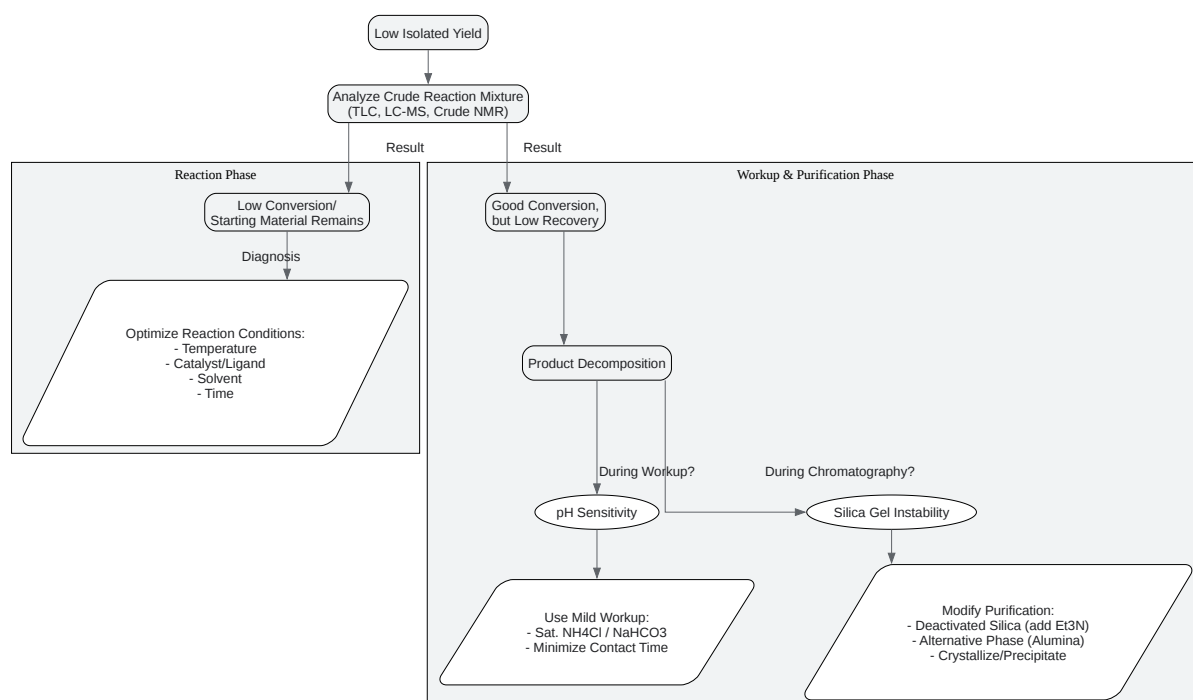 Low Isolated Yield
Analyze Crude Reaction Mixture
(TLC, LC-MS, Crude NMR)
Result
Result
Reaction Phase
Workup & Purification Phase
Low Conversion/
Starting Material Remains
Good Conversion,
but Low Recovery
Diagnosis
Optimize Reaction Conditions:
- Temperature
- Catalyst/Ligand
- Solvent
- Time
Product Decomposition
During Workup?
During Chromatography?
pH Sensitivity
Silica Gel Instability
Use Mild Workup:
- Sat. NH4Cl / NaHCO3
- Minimize Contact Time
Modify Purification:
- Deactivated Silica (add Et3N)
- Alternative Phase (Alumina)
- Crystallize/Precipitate